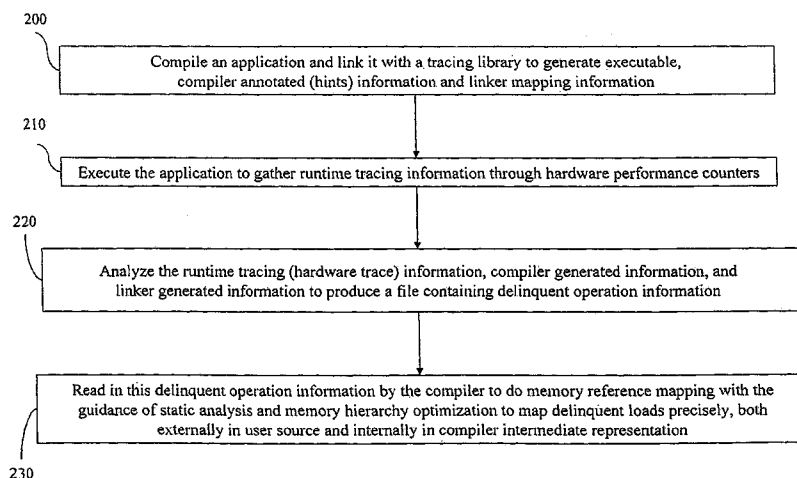 200
Compile an application and link it with a tracing library to generate executable,
compiler annotated (hints) information and linker mapping information
210
Execute the application to gather runtime tracing information through hardware performance counters
220
Analyze the runtime tracing (hardware trace) information, compiler generated information, and
linker generated information to produce a file containing delinquent operation information
Read in this delinquent operation information by the compiler to do memory reference mapping with the
guidance of static analysis and memory hierarchy optimization to map delinquent loads precisely, both
externally in user source and internally in compiler intermediate representation
230